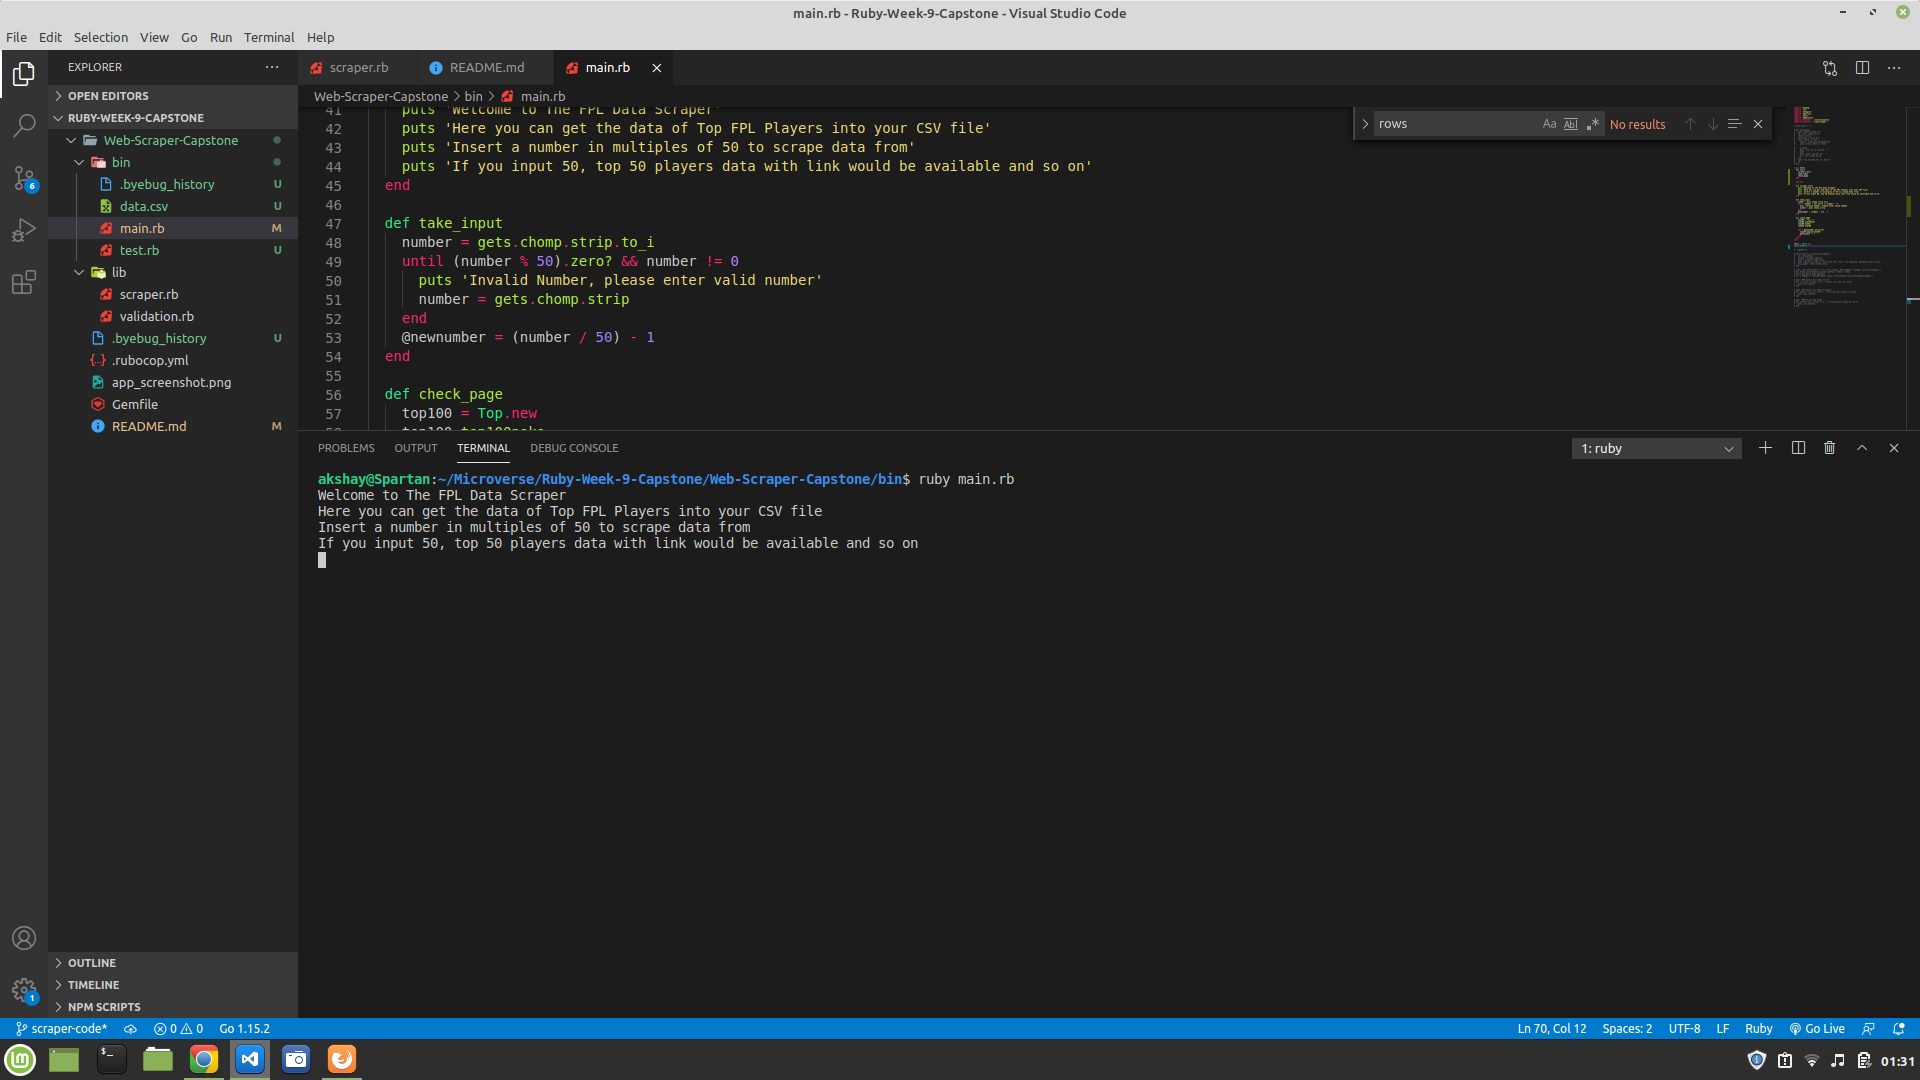 main.rb - Ruby-Week-9-Capstone - Visual Studio Code
File Edit Selection View Go Run Terminal Help
EXPLORER
OPEN EDITORS
RUBY-WEEK-9-CAPSTONE
Web-Scraper-Capstone
bin
.byebug_history U
data.csv U
main.rb M
test.rb U
lib
scraper.rb
validation.rb
.byebug_history U
.rubocop.yml
app_screenshot.png
Gemfile
README.md M
OUTLINE
TIMELINE
NPM SCRIPTS
6
1
scraper.rb README.md main.rb
Web-Scraper-Capstone > bin > main.rb
rows Aa Abl .* No results
41 puts 'Welcome to The FPL Data Scraper'
42 puts 'Here you can get the data of Top FPL Players into your CSV file'
43 puts 'Insert a number in multiples of 50 to scrape data from'
44 puts 'If you input 50, top 50 players data with link would be available and so on'
45 end
46
47 def take_input
48 number = gets.chomp.strip.to_i
49 until (number % 50).zero? && number != 0
50 puts 'Invalid Number, please enter valid number'
51 number = gets.chomp.strip
52 end
53 @newnumber = (number / 50) - 1
54 end
55
56 def check_page
57 top100 = Top.new
PROBLEMS OUTPUT TERMINAL DEBUG CONSOLE
1: ruby
akshay@Spartan:~/Microverse/Ruby-Week-9-Capstone/Web-Scraper-Capstone/bin$ ruby main.rb
Welcome to The FPL Data Scraper
Here you can get the data of Top FPL Players into your CSV file
Insert a number in multiples of 50 to scrape data from
If you input 50, top 50 players data with link would be available and so on
scraper-code* 0 0 Go 1.15.2
Ln 70, Col 12 Spaces: 2 UTF-8 LF Ruby Go Live
01:31